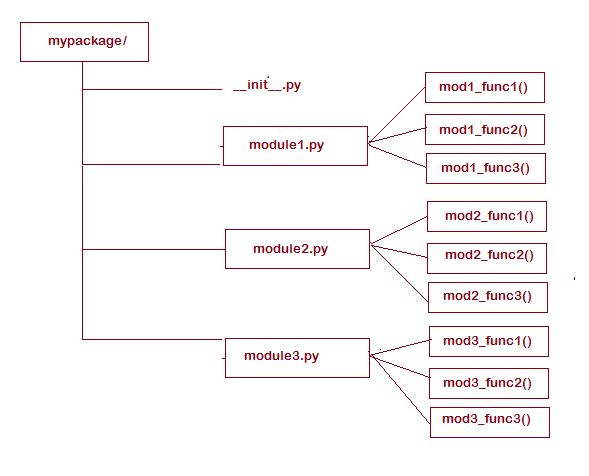 mypackage/
__init__.py
mod1_func1()
mod1_func2()
module1.py
mod1_func3()
mod2_func1()
module2.py
mod2_func2()
mod2_func3()
mod3_func1()
module3.py
mod3_func2()
mod3_func3()